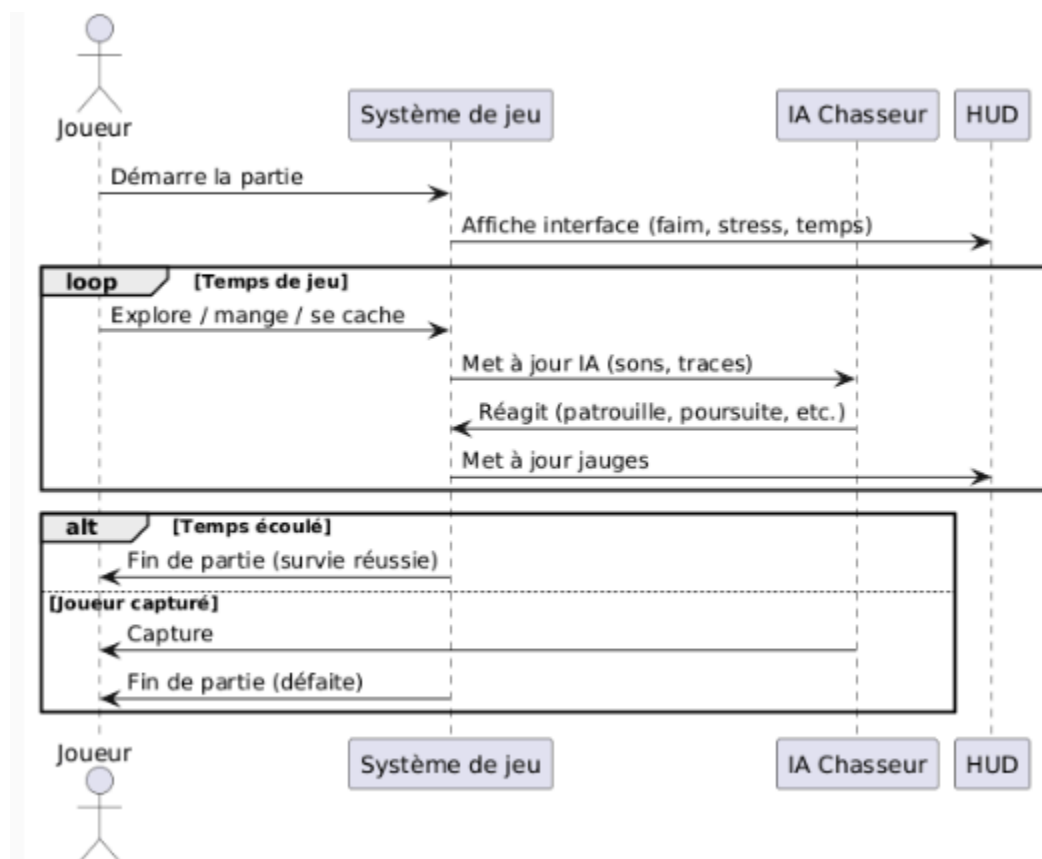 Joueur
Système de jeu
IA Chasseur
HUD
Démarre la partie
Affiche interface (faim, stress, temps)
loop
[Temps de jeu]
Explore / mange / se cache
Met à jour IA (sons, traces)
Réagit (patrouille, poursuite, etc.)
Met à jour jauges
alt
[Temps écoulé]
Fin de partie (survie réussie)
[Joueur capturé]
Capture
Fin de partie (défaite)
Joueur
Système de jeu
IA Chasseur
HUD